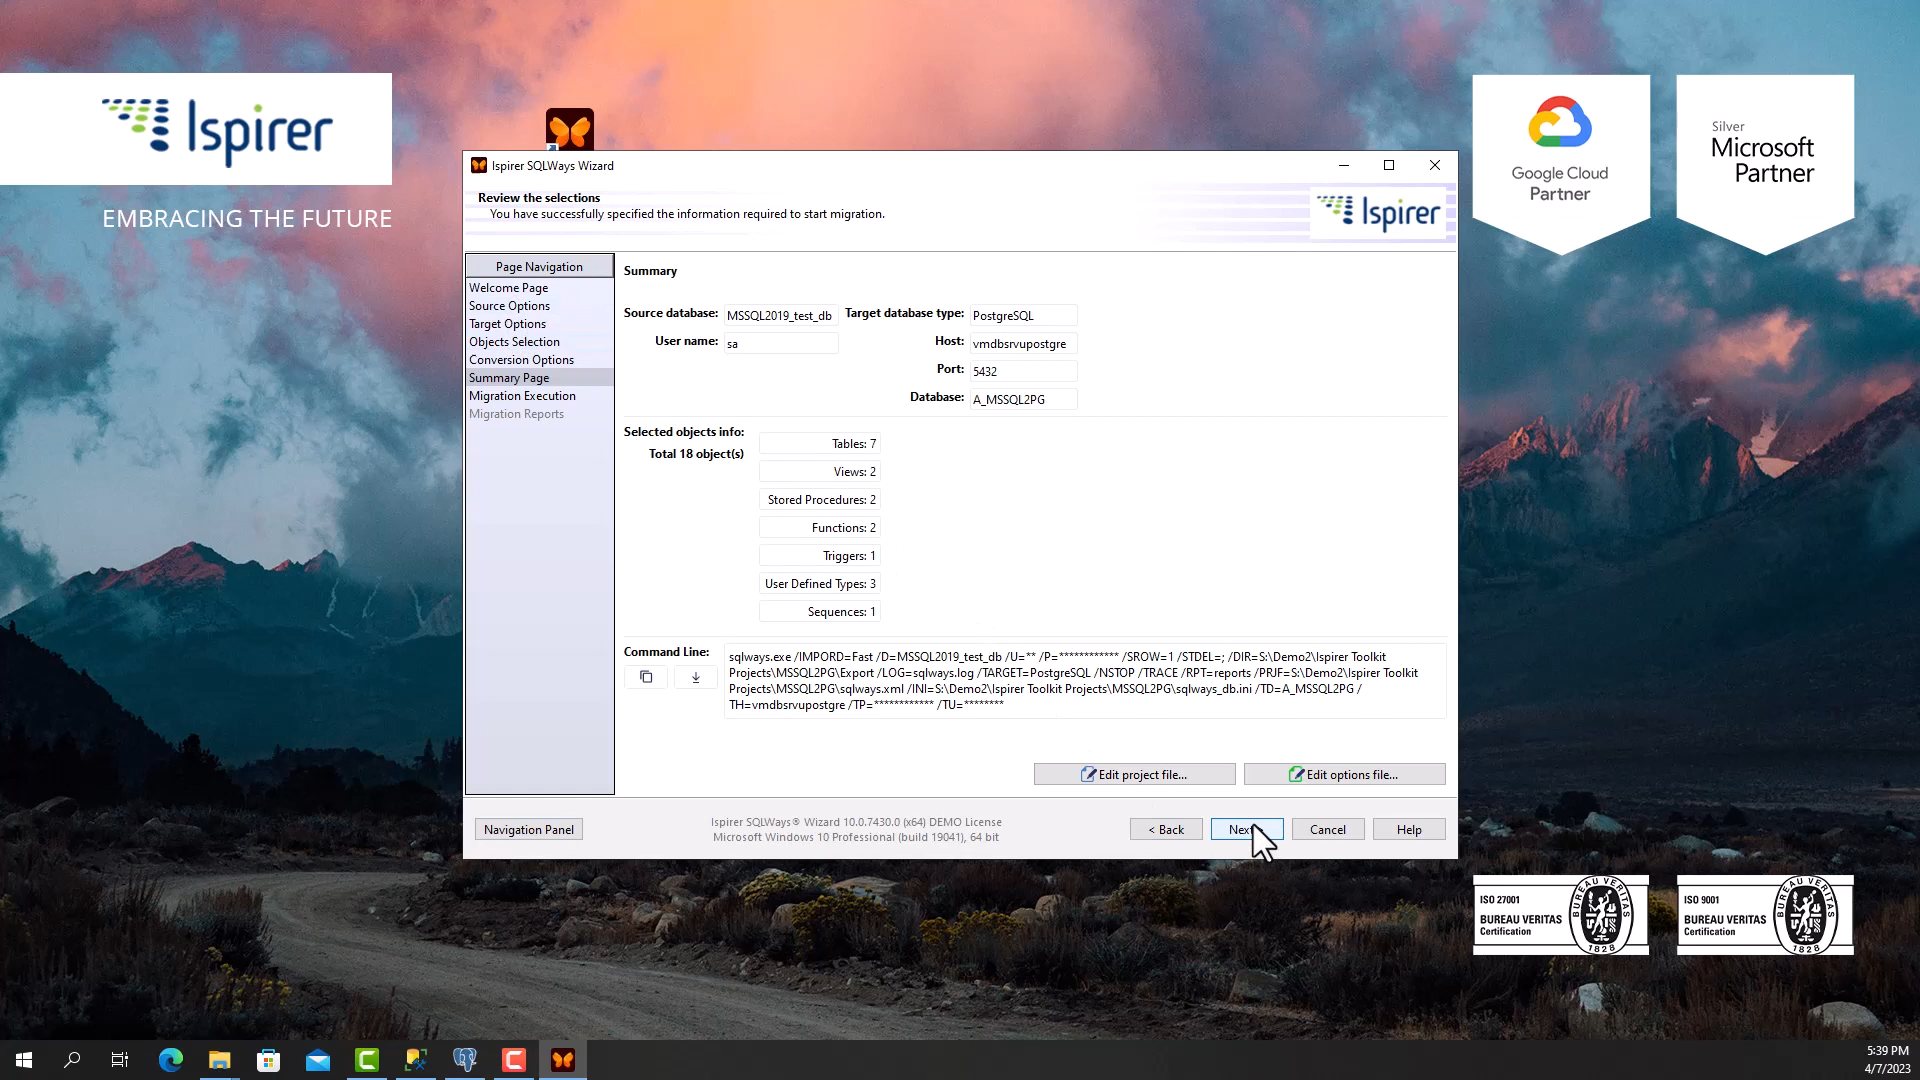 Ispirer
EMBRACING THE FUTURE
Google Cloud
Partner
Silver
Microsoft
Partner
Ispirer SQLWays Wizard
Review the selections
You have successfully specified the information required to start migration.
Ispirer
Page Navigation
Welcome Page
Source Options
Target Options
Objects Selection
Conversion Options
Summary Page
Migration Execution
Migration Reports
Summary
Source database: MSSQL2019_test_db Target database type: PostgreSQL
User name: sa Host: vmdbsrvupostgre
Port: 5432
Database: A_MSSQL2PG
Selected objects info:
Total 18 object(s)
Tables: 7
Views: 2
Stored Procedures: 2
Functions: 2
Triggers: 1
User Defined Types: 3
Sequences: 1
Command Line:
sqlways.exe /IMPORD=Fast /D=MSSQL2019_test_db /U=** /P=************ /SROW=1 /STDEL=; /DIR=S:\Demo2\Ispirer Toolkit
Projects\MSSQL2PG\Export /LOG=sqlways.log /TARGET=PostgreSQL /NSTOP /TRACE /RPT=reports /PRJF=S:\Demo2\Ispirer Toolkit
Projects\MSSQL2PG\sqlways.xml /INI=S:\Demo2\Ispirer Toolkit Projects\MSSQL2PG\sqlways_db.ini /TD=A_MSSQL2PG /
TH=vmdbsrvupostgre /TP=************ /TU=********
Edit project file...
Edit options file...
Navigation Panel
Ispirer SQLWays® Wizard 10.0.7430.0 (x64) DEMO License
Microsoft Windows 10 Professional (build 19041), 64 bit
< Back
Next
Cancel
Help
ISO 27001
BUREAU VERITAS
Certification
BUREAU VERITAS
1828
ISO 9001
BUREAU VERITAS
Certification
BUREAU VERITAS
1828
5:39 PM
4/7/2023